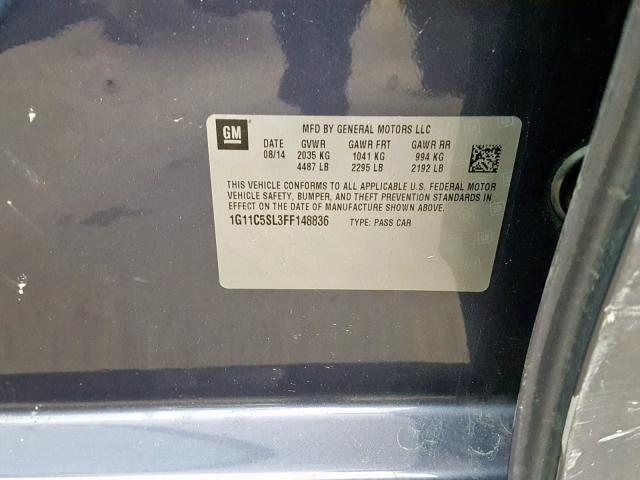 GM
MFD BY GENERAL MOTORS LLC
DATE GVWR GAWR FRT GAWR RR
08/14 2035 KG 1041 KG 994 KG
4487 LB 2295 LB 2192 LB
THIS VEHICLE CONFORMS TO ALL APPLICABLE U.S. FEDERAL MOTOR
VEHICLE SAFETY, BUMPER, AND THEFT PREVENTION STANDARDS IN
EFFECT ON THE DATE OF MANUFACTURE SHOWN ABOVE.
1G11C5SL3FF148836 TYPE: PASS CAR